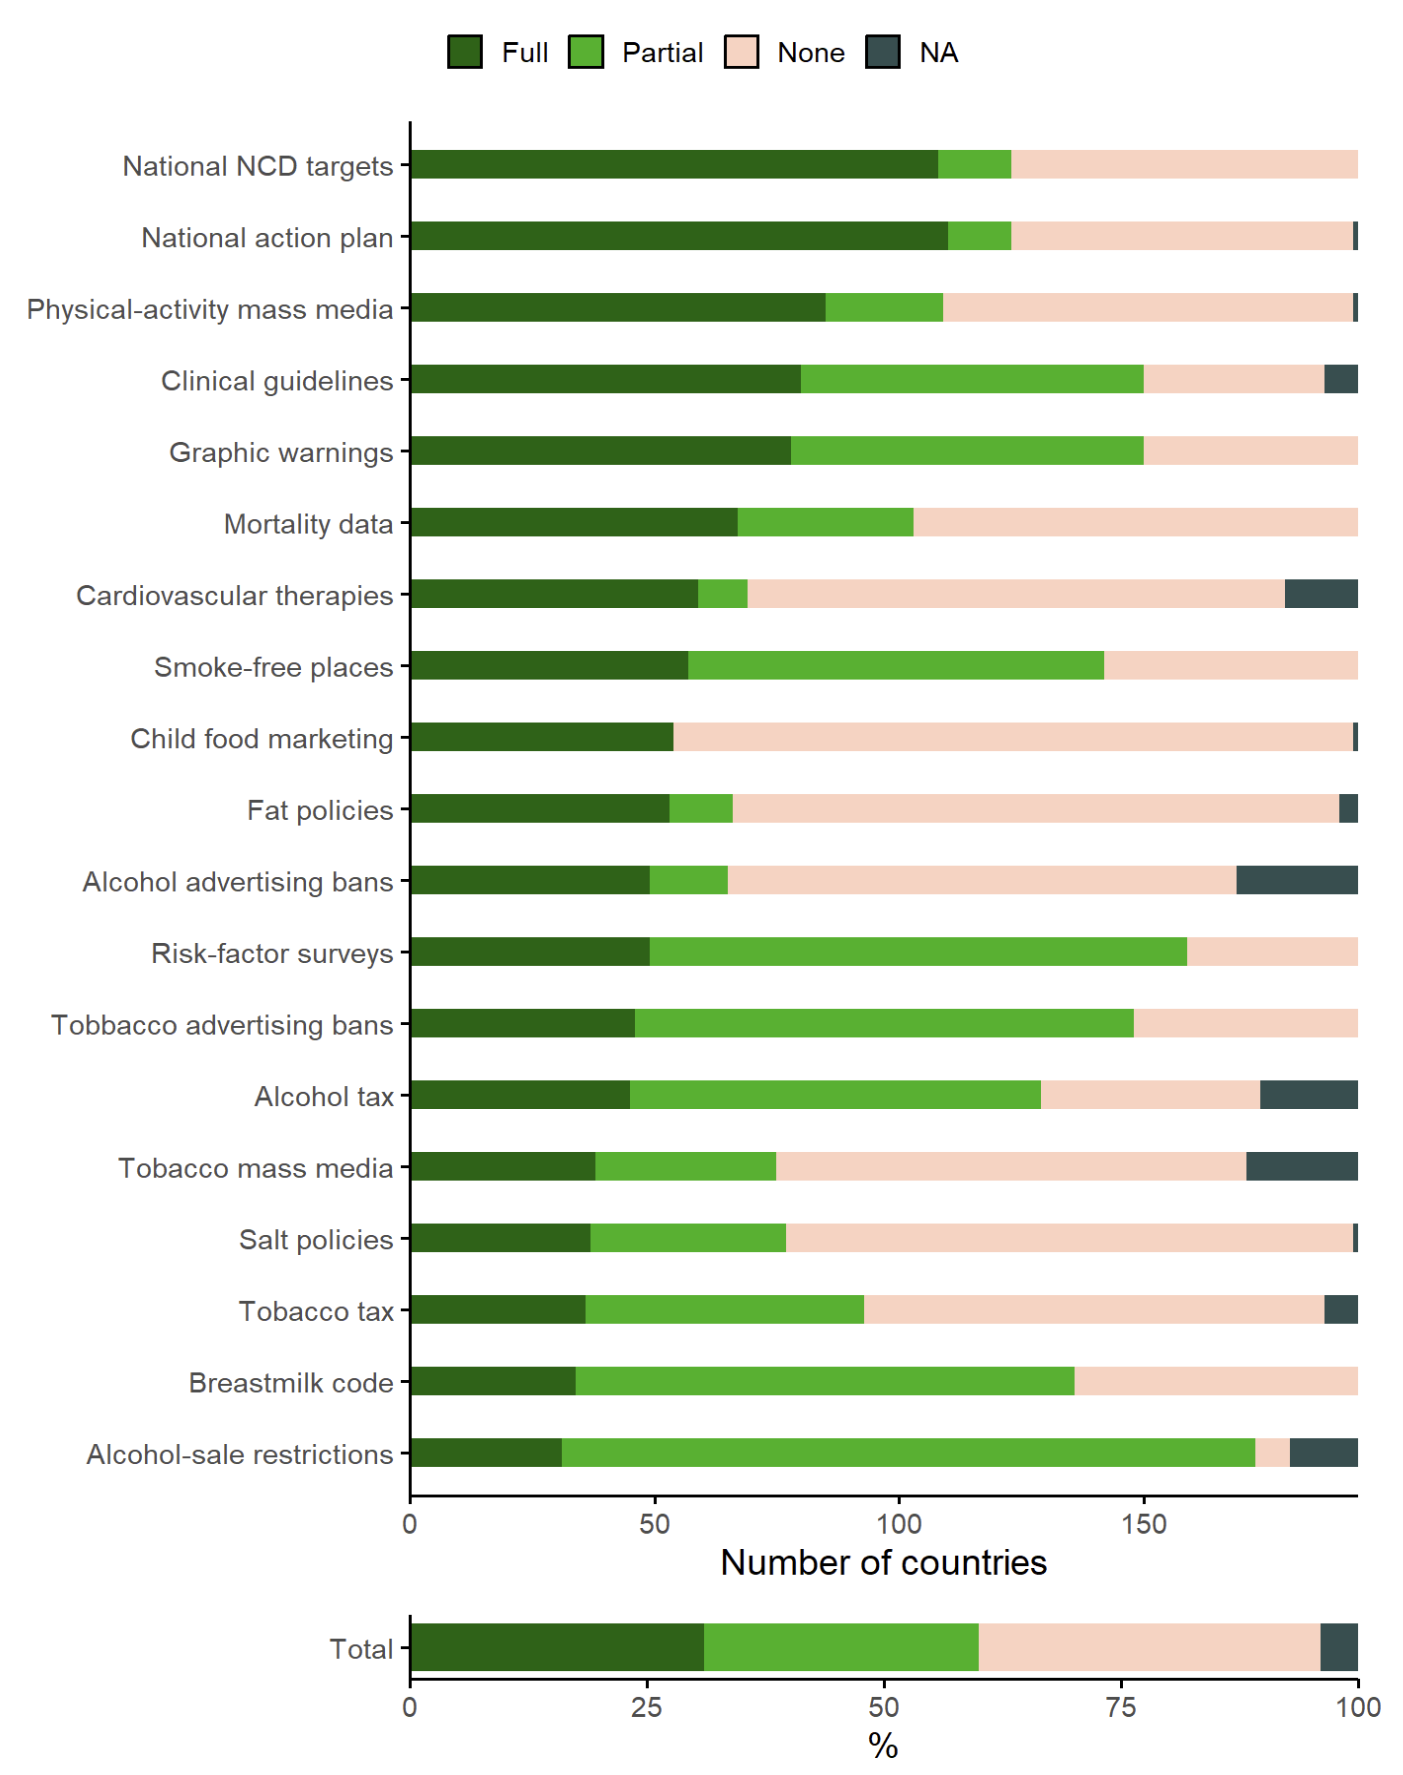 Full Partial None NA
National NCD targets
National action plan
Physical-activity mass media
Clinical guidelines
Graphic warnings
Mortality data
Cardiovascular therapies
Smoke-free places
Child food marketing
Fat policies
Alcohol advertising bans
Risk-factor surveys
Tobbacco advertising bans
Alcohol tax
Tobacco mass media
Salt policies
Tobacco tax
Breastmilk code
Alcohol-sale restrictions
0 50 100 150
Number of countries
Total
0 25 50 75 100
%